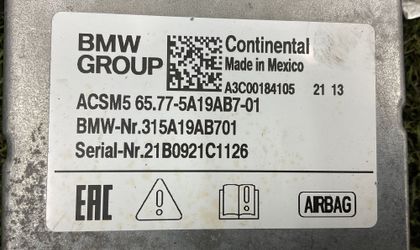 BMW GROUP
Continental
Made in Mexico
A3C00184105 21 13
ACSM5 65.77-5A19AB7-01
BMW-Nr.315A19AB701
Serial-Nr.21B0921C1126
EAC
AIRBAG